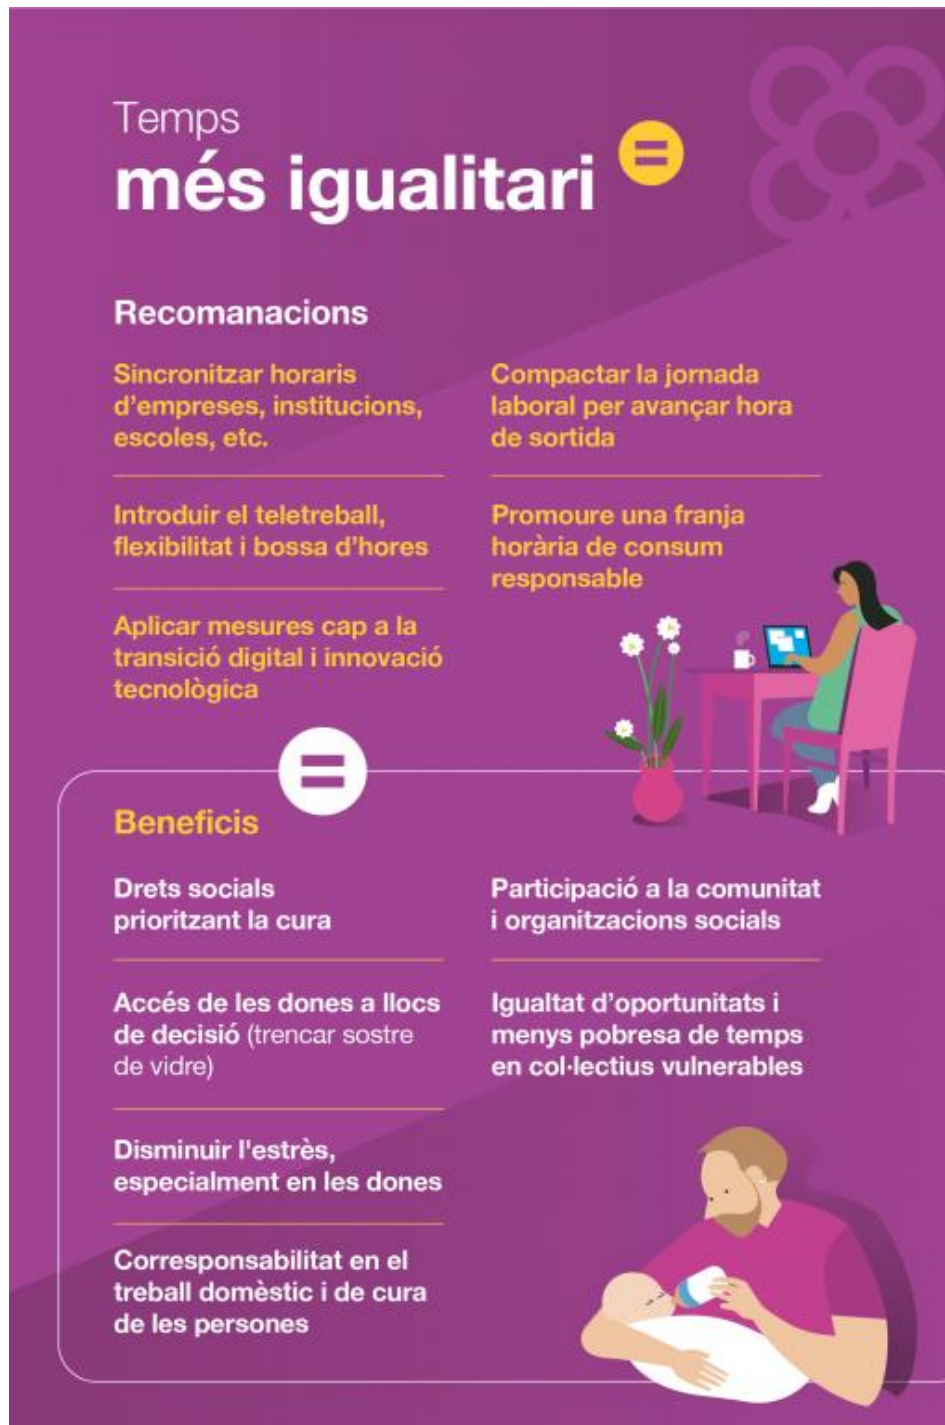 Temps
més igualitari
Recomanacions
Sincronitzar horaris
d'empreses, institucions,
escoles, etc.
Introduir el teletreball,
flexibilitat i bossa d'hores
Aplicar mesures cap a la
transició digital i innovació
tecnològica
Compactar la jornada
laboral per avançar hora
de sortida
Promoure una franja
horària de consum
responsable
Beneficis
Drets socials
prioritzant la cura
Accés de les dones a llocs
de decisió (trencar sostre
de vidre)
Disminuir l'estrès,
especialment en les dones
Corresponsabilitat en el
treball domèstic i de cura
de les persones
Participació a la comunitat
i organitzacions socials
Igualtat d'oportunitats i
menys pobresa de temps
en col·lectius vulnerables